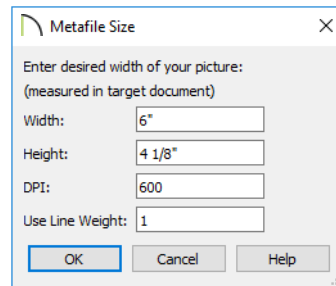 Metafile Size
Enter desired width of your picture:
(measured in target document)
Width: 6"
Height: 4 1/8"
DPI: 600
Use Line Weight: 1
OK Cancel Help